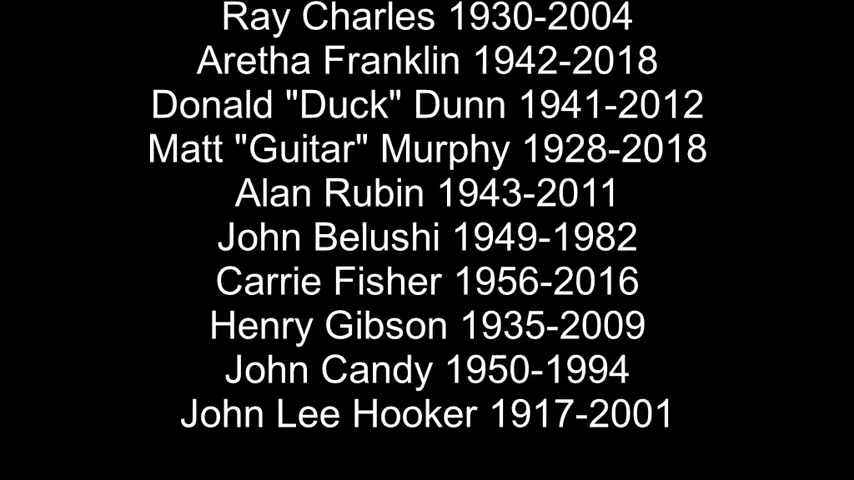 Ray Charles 1930-2004
Aretha Franklin 1942-2018
Donald "Duck" Dunn 1941-2012
Matt "Guitar" Murphy 1928-2018
Alan Rubin 1943-2011
John Belushi 1949-1982
Carrie Fisher 1956-2016
Henry Gibson 1935-2009
John Candy 1950-1994
John Lee Hooker 1917-2001